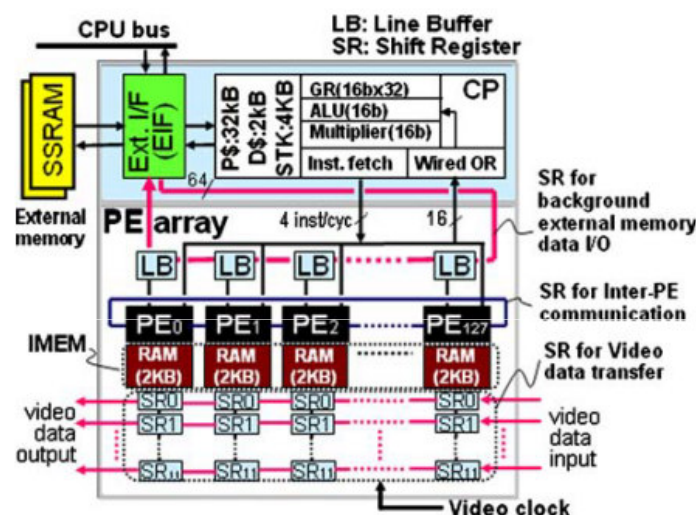 CPU bus
LB: Line Buffer
SR: Shift Register
SSRAM
External
memory
Ext. I/F
(EIF)
P$:32kB
D$:2kB
STK:4KB
GR(16bx32)
ALU(16b)
Multiplier(16b)
CP
Inst. fetch
Wired OR
64
PE array
4 inst/cyc
16
SR for
background
external memory
data I/O
LB
LB
LB
LB
SR for Inter-PE
communication
PE0
PE1
PE2
PE127
IMEM
RAM
(2KB)
RAM
(2KB)
RAM
(2KB)
RAM
(2KB)
SR for Video
data transfer
SR0
SR0
SR0
SR0
SR1
SR1
SR1
SR1
SR11
SR11
SR11
SR11
video
data
output
video
data
input
Video clock